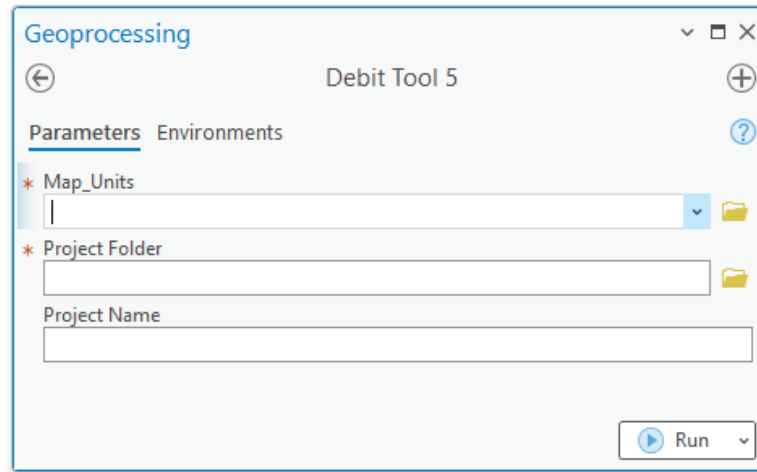 Geoprocessing
Debit Tool 5
Parameters Environments
* Map_Units
* Project Folder
Project Name
Run